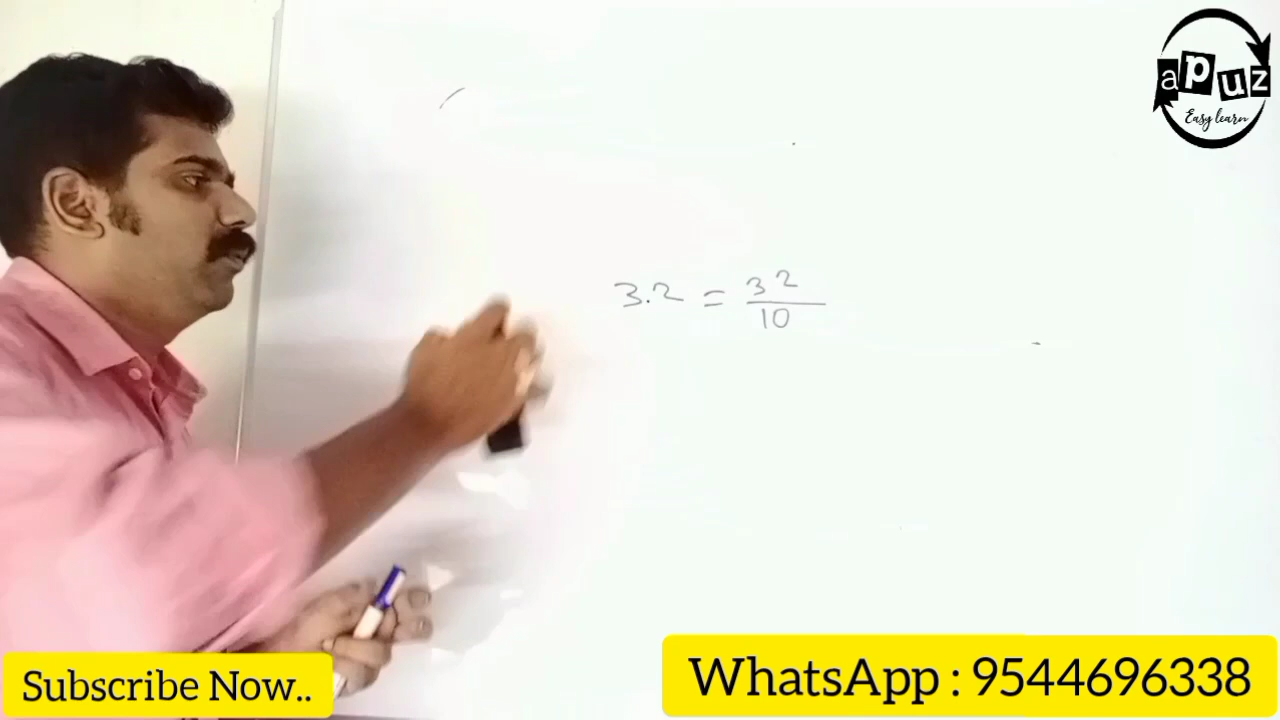 apuz
Easy learn
3.2 = 32/10
Subscribe Now..
WhatsApp : 9544696338